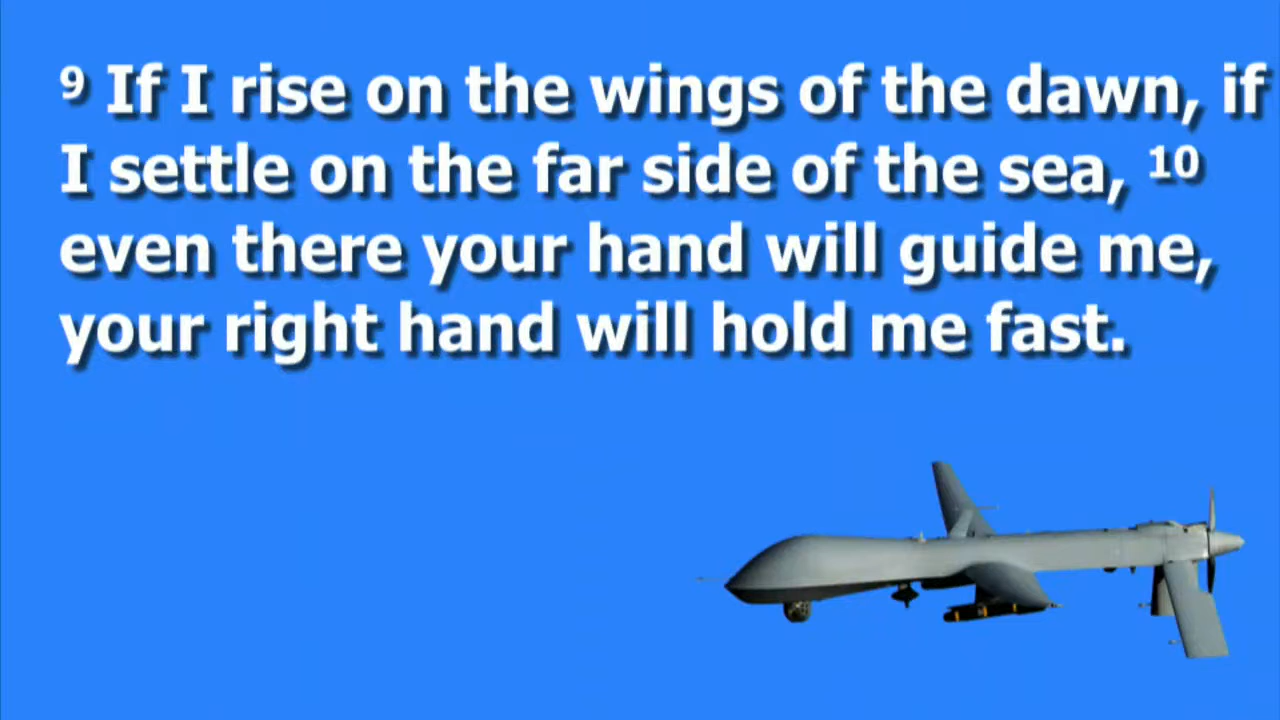 ⁹ If I rise on the wings of the dawn, if
I settle on the far side of the sea, ¹⁰
even there your hand will guide me,
your right hand will hold me fast.